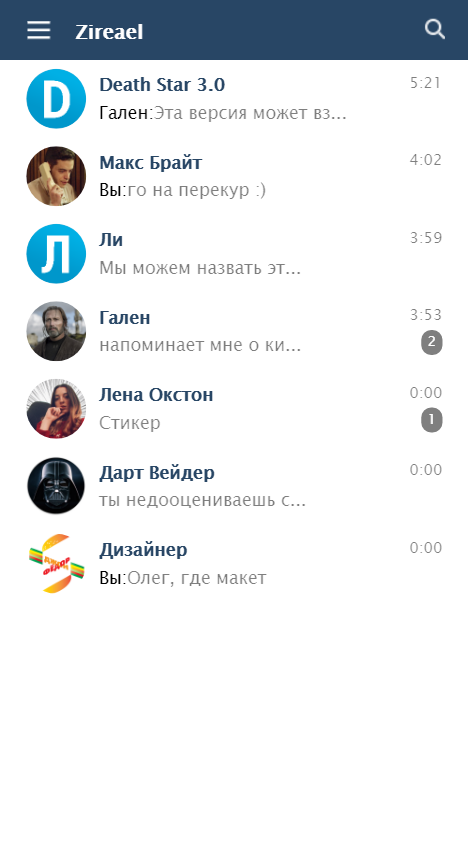 Zireael
D
Death Star 3.0
5:21
Гален:Эта версия может вз...
Макс Брайт
4:02
Вы:го на перекур :)
Л
Ли
3:59
Мы можем назвать эт...
Гален
3:53
напоминает мне о ки...
2
Лена Окстон
0:00
Стикер
1
Дарт Вейдер
0:00
ты недооцениваешь с...
Дизайнер
0:00
Вы:Олег, где макет